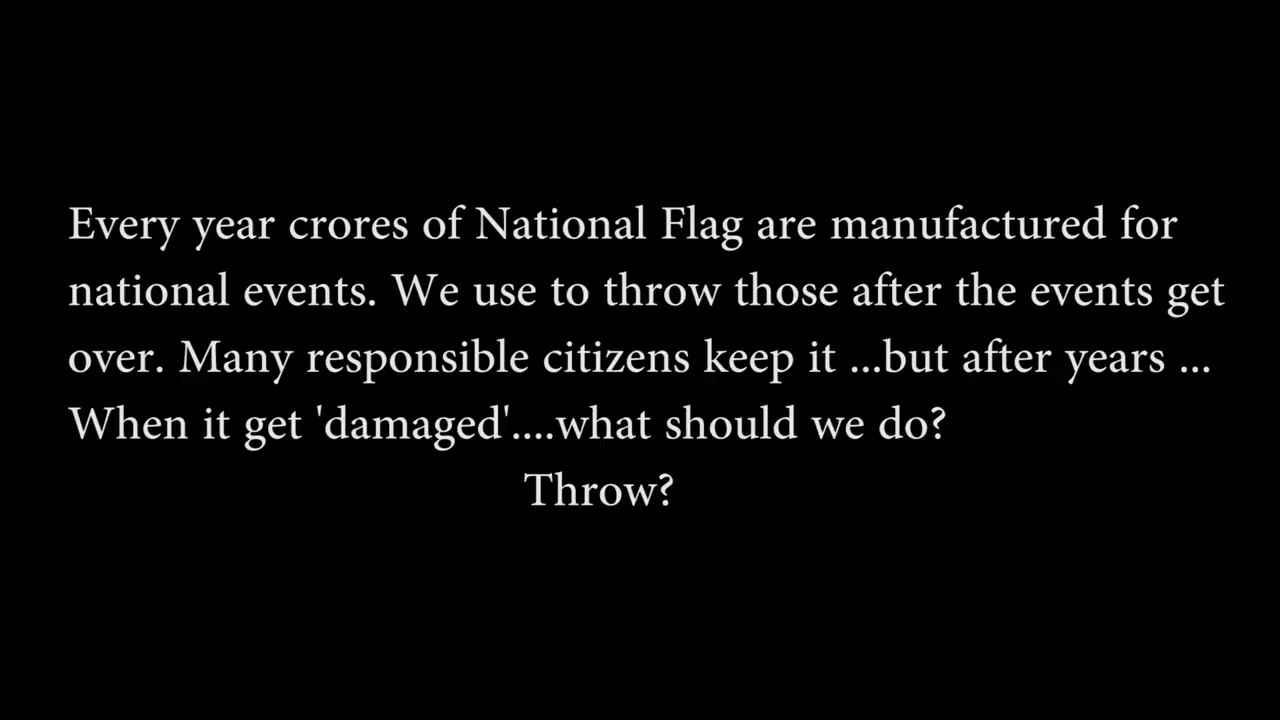 Every year crores of National Flag are manufactured for
national events. We use to throw those after the events get
over. Many responsible citizens keep it ...but after years ...
When it get 'damaged'....what should we do?
Throw?